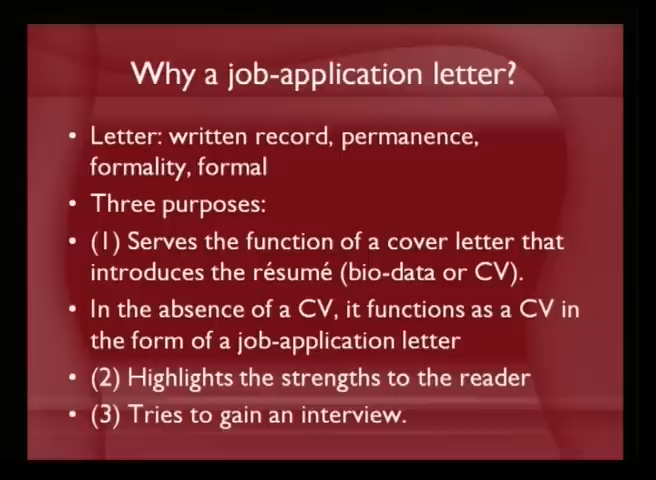 Why a job-application letter?
• Letter: written record, permanence,
formality, formal
• Three purposes:
• (1) Serves the function of a cover letter that
introduces the résumé (bio-data or CV).
• In the absence of a CV, it functions as a CV in
the form of a job-application letter
• (2) Highlights the strengths to the reader
• (3) Tries to gain an interview.